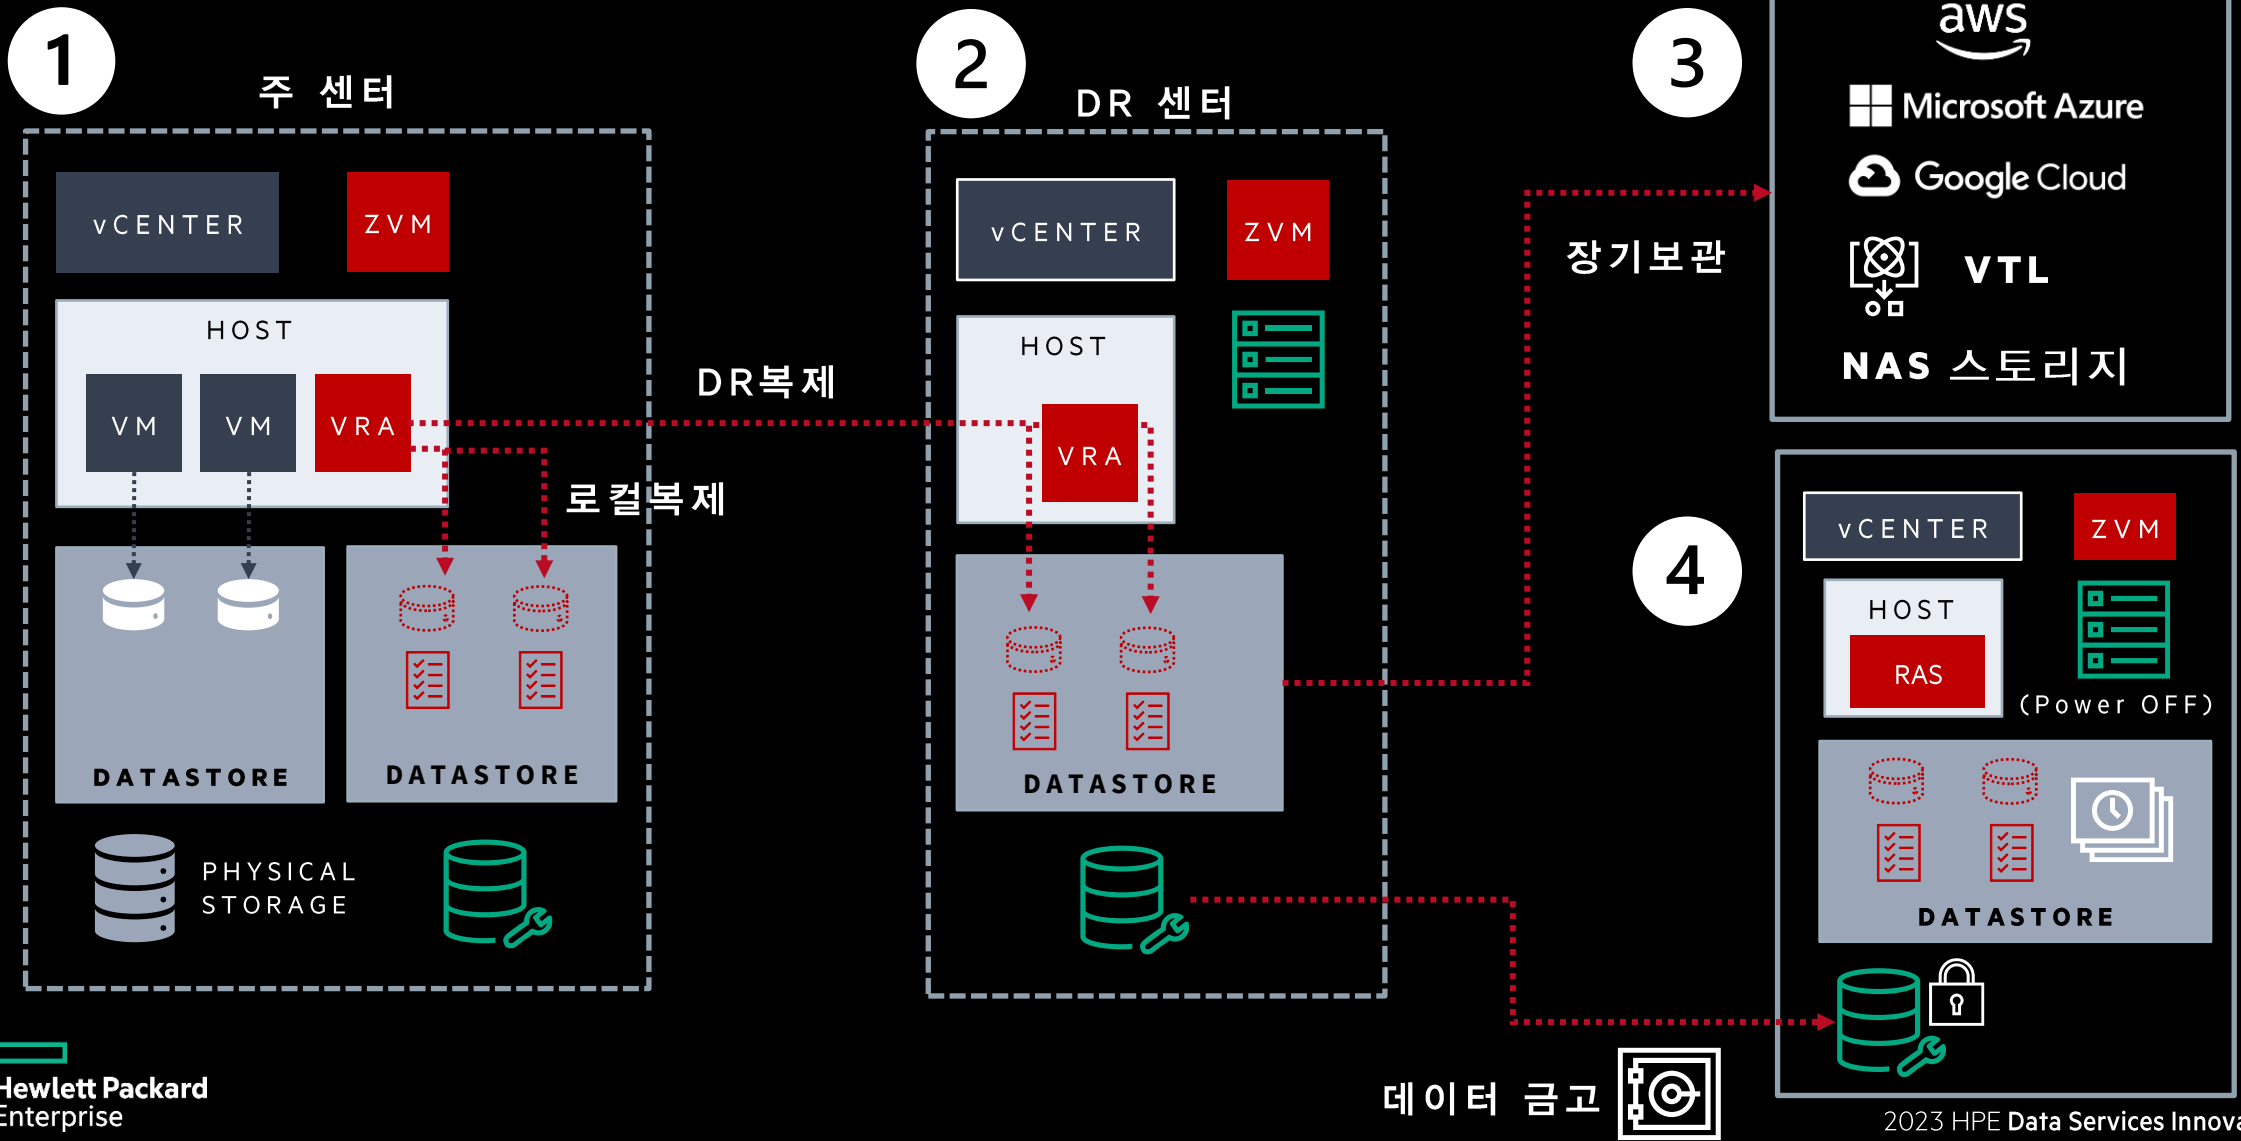 1
주 센터
vCENTER
ZVM
HOST
VM
VM
VRA
로컬복제
DATASTORE
DATASTORE
PHYSICAL
STORAGE
DR복제
2
DR 센터
vCENTER
ZVM
HOST
VRA
DATASTORE
장기보관
3
aws
Microsoft Azure
Google Cloud
VTL
NAS 스토리지
4
vCENTER
ZVM
HOST
RAS
(Power OFF)
DATASTORE
데이터 금고
Hewlett Packard
Enterprise
2023 HPE Data Services Innova